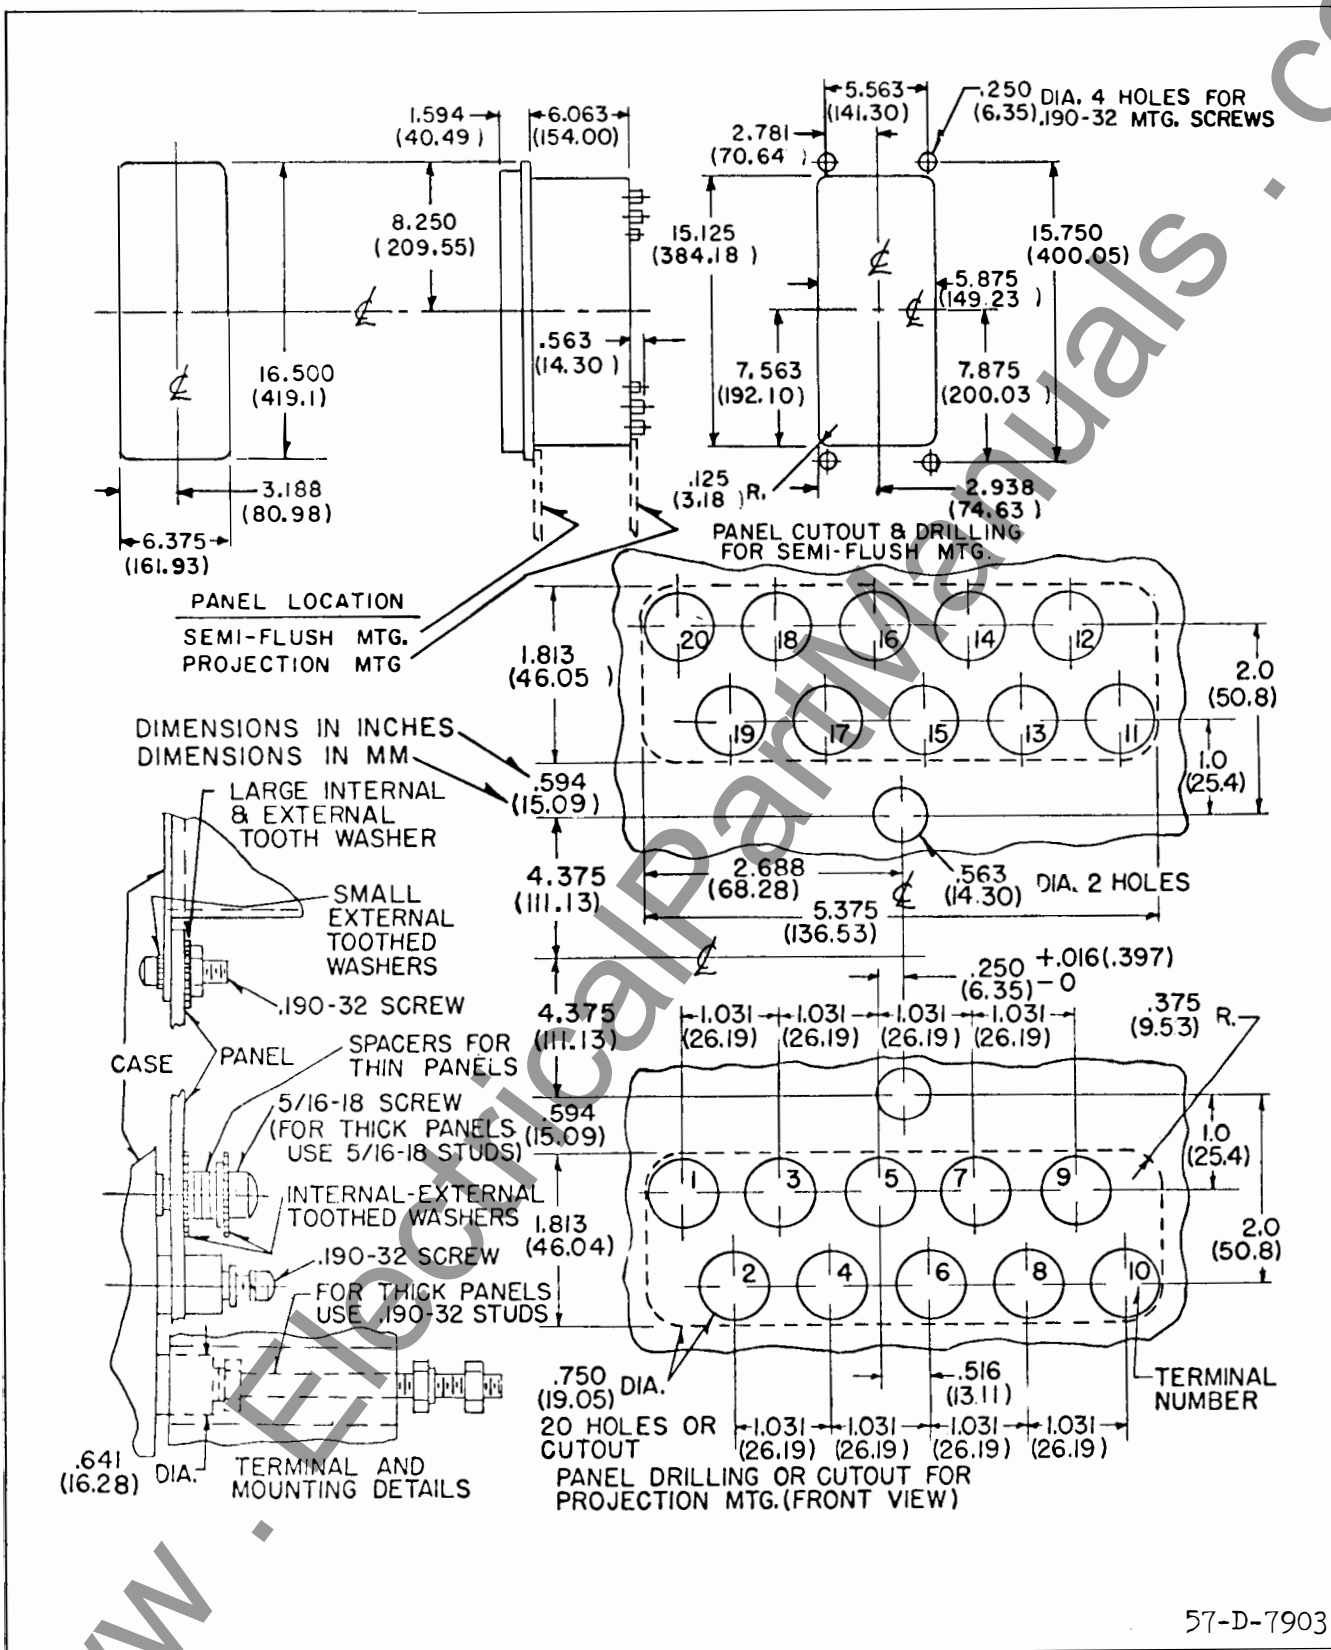 1.594
(40.49 )
6.063
(154.00)
8.250
(209.55)
16.500
(419.1)
.563
(14.30 )
3.188
(80.98)
6.375
(161.93)
5.563
(141.30)
.250 DIA. 4 HOLES FOR
(6.35) .190-32 MTG. SCREWS
2.781
(70.64 )
15.125
(384.18 )
15.750
(400.05)
5.875
(149.23 )
7.563
(192.10)
7.875
(200.03 )
.125
(3.18 ) R.
2.938
(74.63 )
PANEL CUTOUT & DRILLING
FOR SEMI-FLUSH MTG.
PANEL LOCATION
SEMI-FLUSH MTG.
PROJECTION MTG
DIMENSIONS IN INCHES
DIMENSIONS IN MM
20 18 16 14 12
19 17 15 13 11
1.813
(46.05 )
2.0
(50.8)
1.0
(25.4)
.594
(15.09)
4.375
(111.13)
2.688
(68.28)
.563
(14.30) DIA. 2 HOLES
5.375
(136.53)
LARGE INTERNAL
& EXTERNAL
TOOTH WASHER
SMALL
EXTERNAL
TOOTHED
WASHERS
.190-32 SCREW
CASE
PANEL
SPACERS FOR
THIN PANELS
5/16-18 SCREW
(FOR THICK PANELS
USE 5/16-18 STUDS)
INTERNAL-EXTERNAL
TOOTHED WASHERS
.190-32 SCREW
FOR THICK PANELS
USE .190-32 STUDS
.641
(16.28) DIA.
TERMINAL AND
MOUNTING DETAILS
.250 +.016(.397)
(6.35) - 0
4.375
(111.13)
1.031 1.031 1.031 1.031
(26.19) (26.19) (26.19) (26.19)
.375
(9.53) R.
.594
(15.09)
1.0
(25.4)
1 3 5 7 9
2 4 6 8 10
1.813
(46.04)
2.0
(50.8)
.750
(19.05) DIA.
20 HOLES OR
CUTOUT
.516
(13.11)
TERMINAL
NUMBER
1.031 1.031 1.031 1.031
(26.19) (26.19) (26.19) (26.19)
PANEL DRILLING OR CUTOUT FOR
PROJECTION MTG. (FRONT VIEW)
57-D-7903
w . ElectricalPartManuals . c